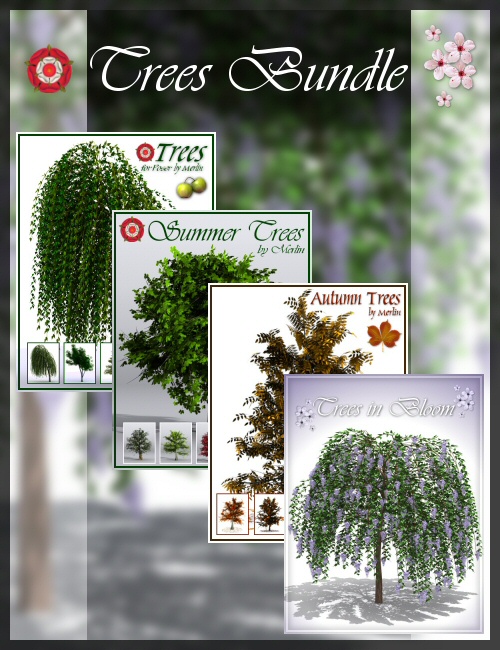 Trees Bundle
Trees
for Poser by Merlin
Summer Trees
by Merlin
Autumn Trees
by Merlin
Trees in Bloom